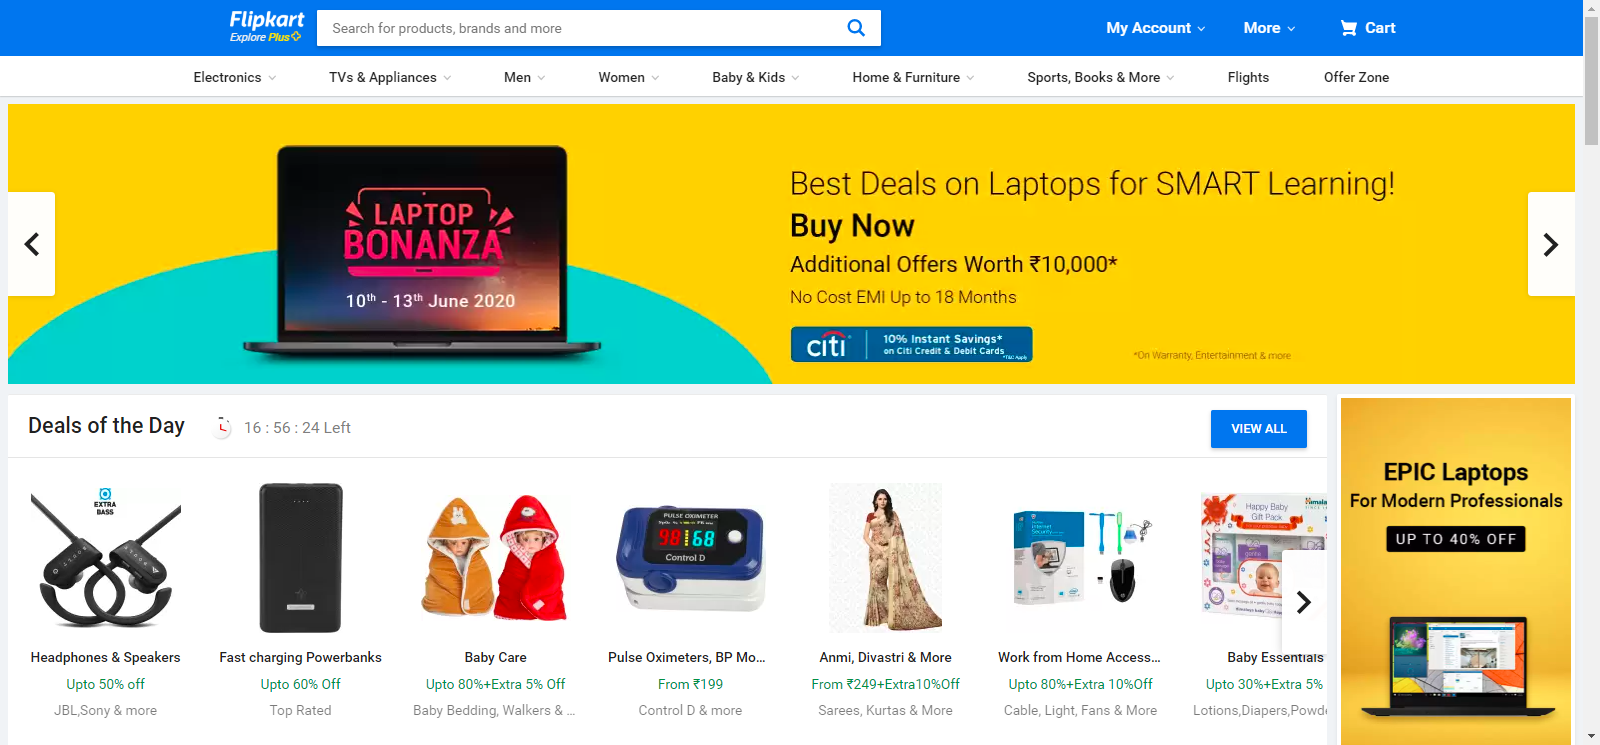 Flipkart
Explore Plus
Search for products, brands and more
My Account
More
Cart
Electronics
TVs & Appliances
Men
Women
Baby & Kids
Home & Furniture
Sports, Books & More
Flights
Offer Zone
LAPTOP
BONANZA
10th - 13th June 2020
Best Deals on Laptops for SMART Learning!
Buy Now
Additional Offers Worth ₹10,000*
No Cost EMI Up to 18 Months
citi
10% Instant Savings*
on Citi Credit & Debit Cards
*T&C Apply
*On Warranty, Entertainment & more
Deals of the Day
16 : 56 : 24 Left
VIEW ALL
EXTRA
BASS
Headphones & Speakers
Upto 50% off
JBL,Sony & more
Fast charging Powerbanks
Upto 60% Off
Top Rated
Baby Care
Upto 80%+Extra 5% Off
Baby Bedding, Walkers & ...
PULSE OXIMETER
98 68
Control D
Pulse Oximeters, BP Mo...
From ₹199
Control D & more
Anmi, Divastri & More
From ₹249+Extra10%Off
Sarees, Kurtas & More
Internet
Security
Work from Home Access...
Upto 80%+Extra 10%Off
Cable, Light, Fans & More
Happy Baby
Gift Pack
Baby Essentials
Upto 30%+Extra 5%
Lotions,Diapers,Powde
EPIC Laptops
For Modern Professionals
UP TO 40% OFF